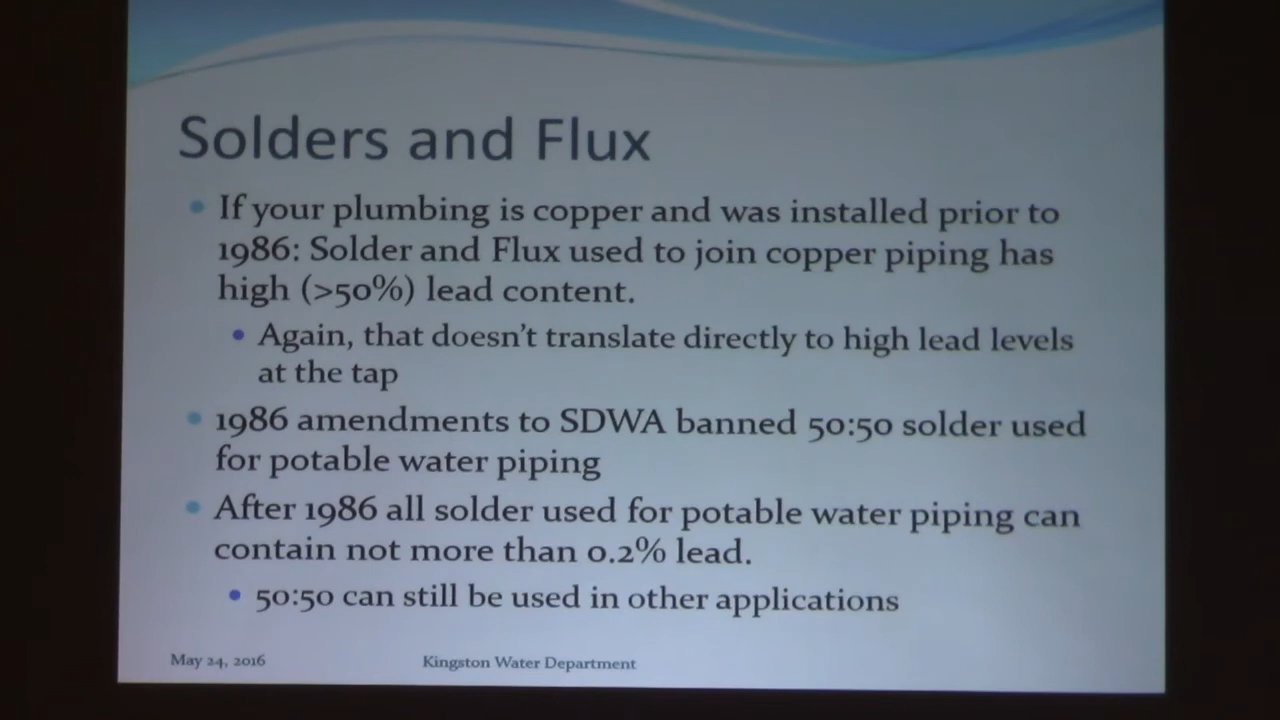 Solders and Flux
If your plumbing is copper and was installed prior to
1986: Solder and Flux used to join copper piping has
high (>50%) lead content.
Again, that doesn't translate directly to high lead levels
at the tap
1986 amendments to SDWA banned 50:50 solder used
for potable water piping
After 1986 all solder used for potable water piping can
contain not more than 0.2% lead.
50:50 can still be used in other applications
May 24, 2016
Kingston Water Department